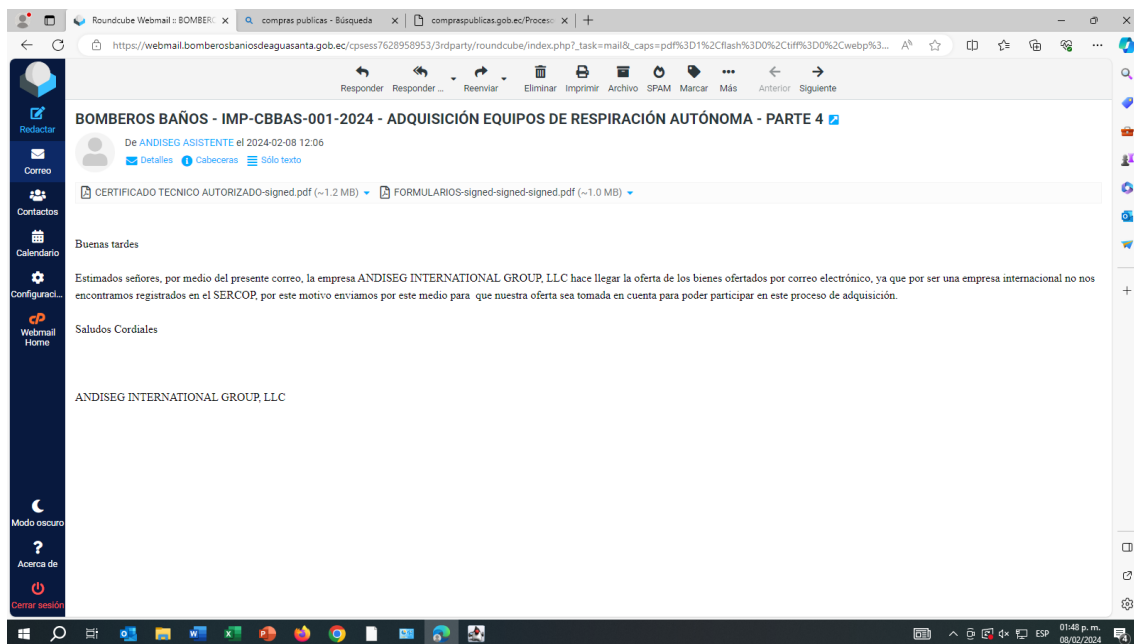 Roundcube Webmail :: BOMBER
compras publicas - Búsqueda
compraspublicas.gob.ec/Proceso
https://webmail.bomberosbaniosdeaguasanta.gob.ec/cpsess7628958953/3rdparty/roundcube/index.php?_task=mail&_caps=pdf%3D1%2Cflash%3D0%2Ctiff%3D0%2Cwebp%3...
Responder Responder ... Reenviar Eliminar Imprimir Archivo SPAM Marcar Más Anterior Siguiente
Redactar
Correo
Contactos
Calendario
Configuraci...
cP
Webmail
Home
BOMBEROS BAÑOS - IMP-CBBAS-001-2024 - ADQUISICIÓN EQUIPOS DE RESPIRACIÓN AUTÓNOMA - PARTE 4
De ANDISEG ASISTENTE el 2024-02-08 12:06
Detalles Cabeceras Sólo texto
CERTIFICADO TECNICO AUTORIZADO-signed.pdf (~1.2 MB) FORMULARIOS-signed-signed-signed.pdf (~1.0 MB)
Buenas tardes
Estimados señores, por medio del presente correo, la empresa ANDISEG INTERNATIONAL GROUP, LLC hace llegar la oferta de los bienes ofertados por correo electrónico, ya que por ser una empresa internacional no nos
encontramos registrados en el SERCOP, por este motivo enviamos por este medio para que nuestra oferta sea tomada en cuenta para poder participar en este proceso de adquisición.
Saludos Cordiales
ANDISEG INTERNATIONAL GROUP, LLC
Modo oscuro
Acerca de
Cerrar sesión
ESP
01:48 p. m.
08/02/2024